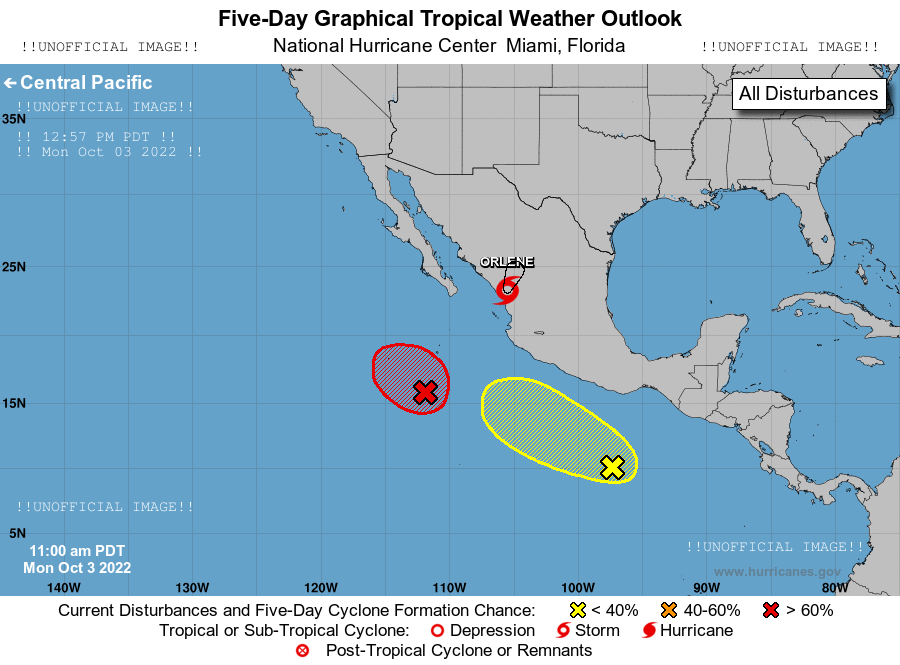 Five-Day Graphical Tropical Weather Outlook
!!UNOFFICIAL IMAGE!! National Hurricane Center Miami, Florida !!UNOFFICIAL IMAGE!!
←Central Pacific
All Disturbances
!!UNOFFICIAL IMAGE!!
35N
!! 12:57 PM PDT !!
!! Mon Oct 03 2022 !!
ORLENE
25N
15N
!!UNOFFICIAL IMAGE!!
5N
11:00 am PDT
Mon Oct 3 2022
!!UNOFFICIAL IMAGE!!
www.hurricanes.gov
140W 130W 120W 110W 100W 90W 80W
Current Disturbances and Five-Day Cyclone Formation Chance: < 40% 40-60% > 60%
Tropical or Sub-Tropical Cyclone: Depression Storm Hurricane
Post-Tropical Cyclone or Remnants